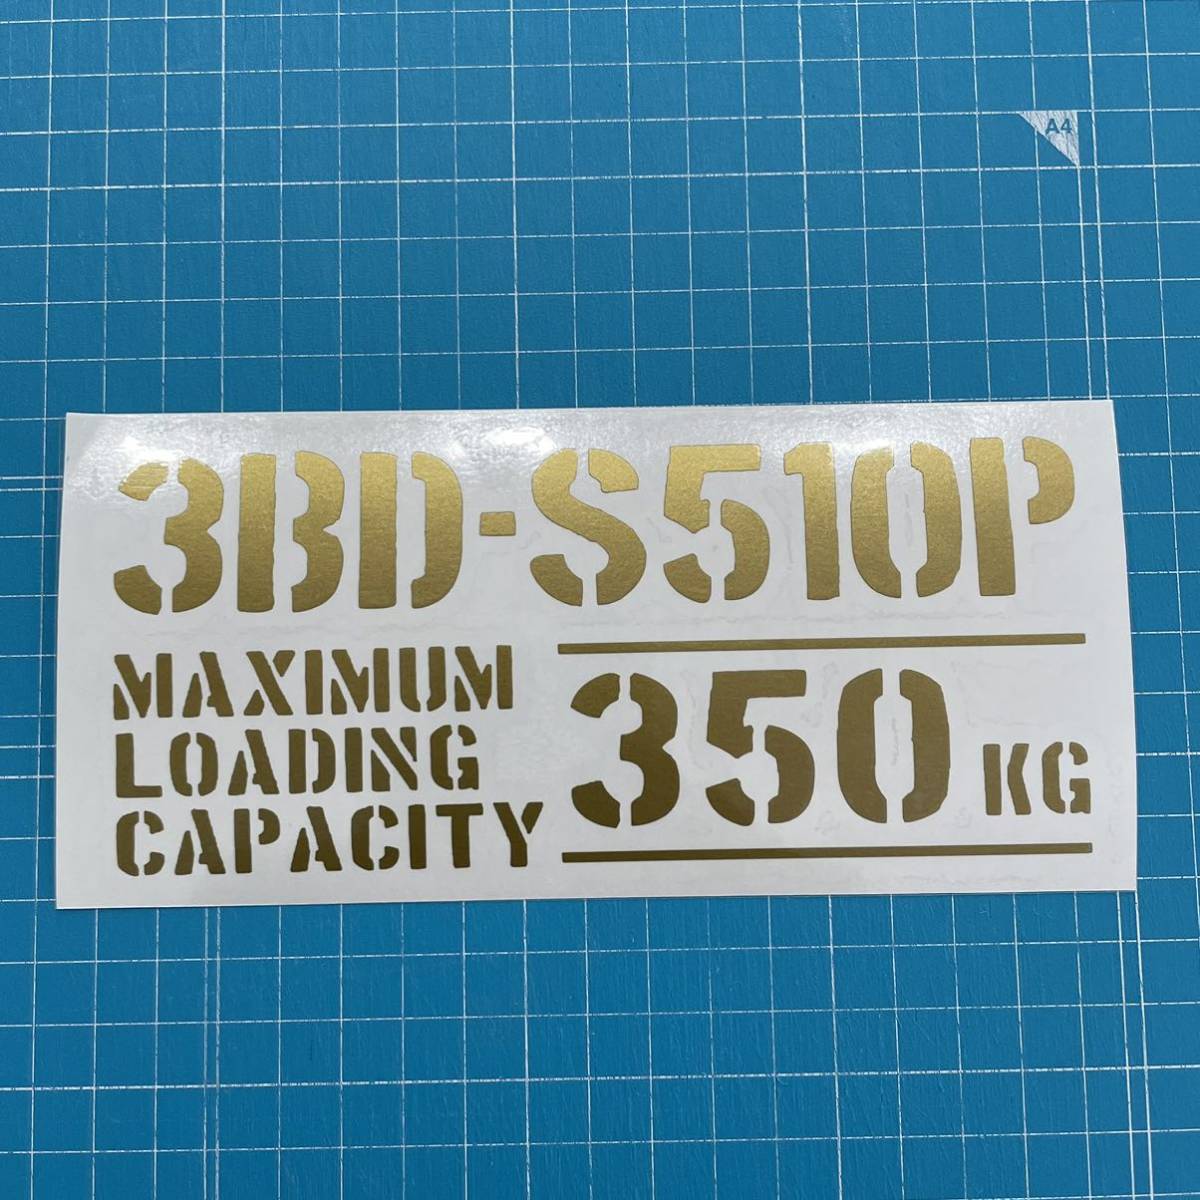 A4
3BD-S510P
MAXIMUM
LOADING
CAPACITY
350 KG